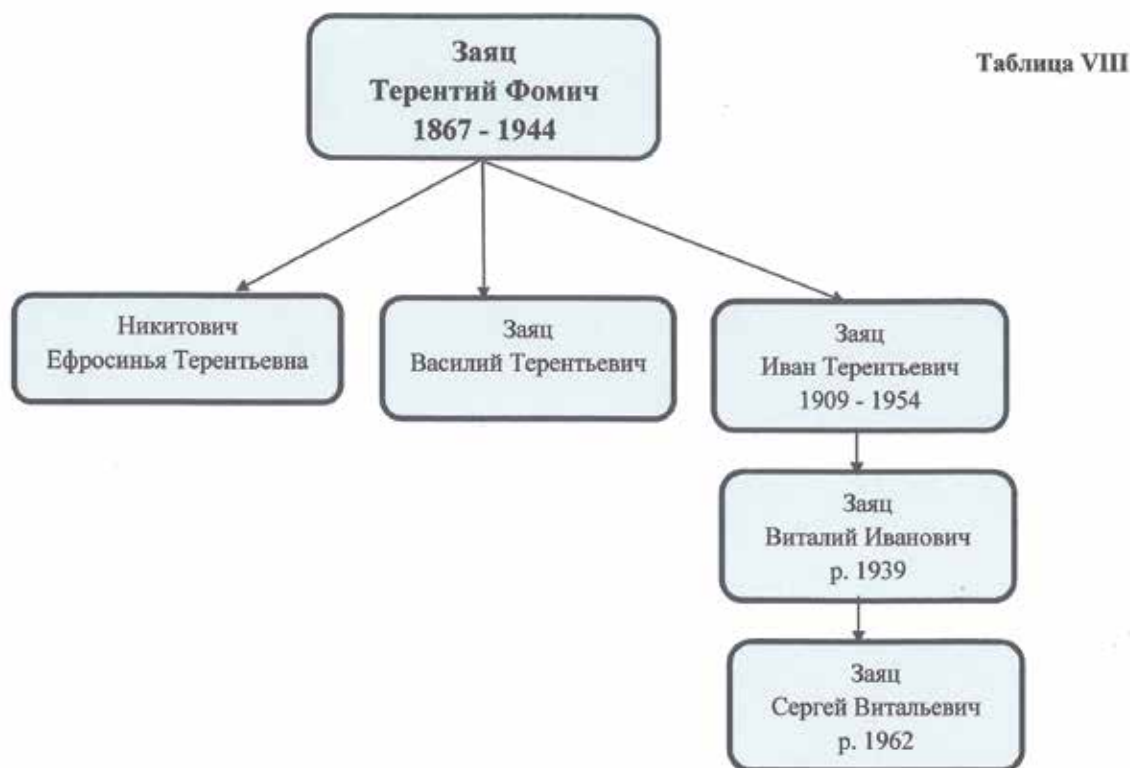 Таблица VIII
Заяц
Терентий Фомич
1867 - 1944
Никитович
Ефросинья Терентьевна
Заяц
Василий Терентьевич
Заяц
Иван Терентьевич
1909 - 1954
Заяц
Виталий Иванович
р. 1939
Заяц
Сергей Витальевич
р. 1962